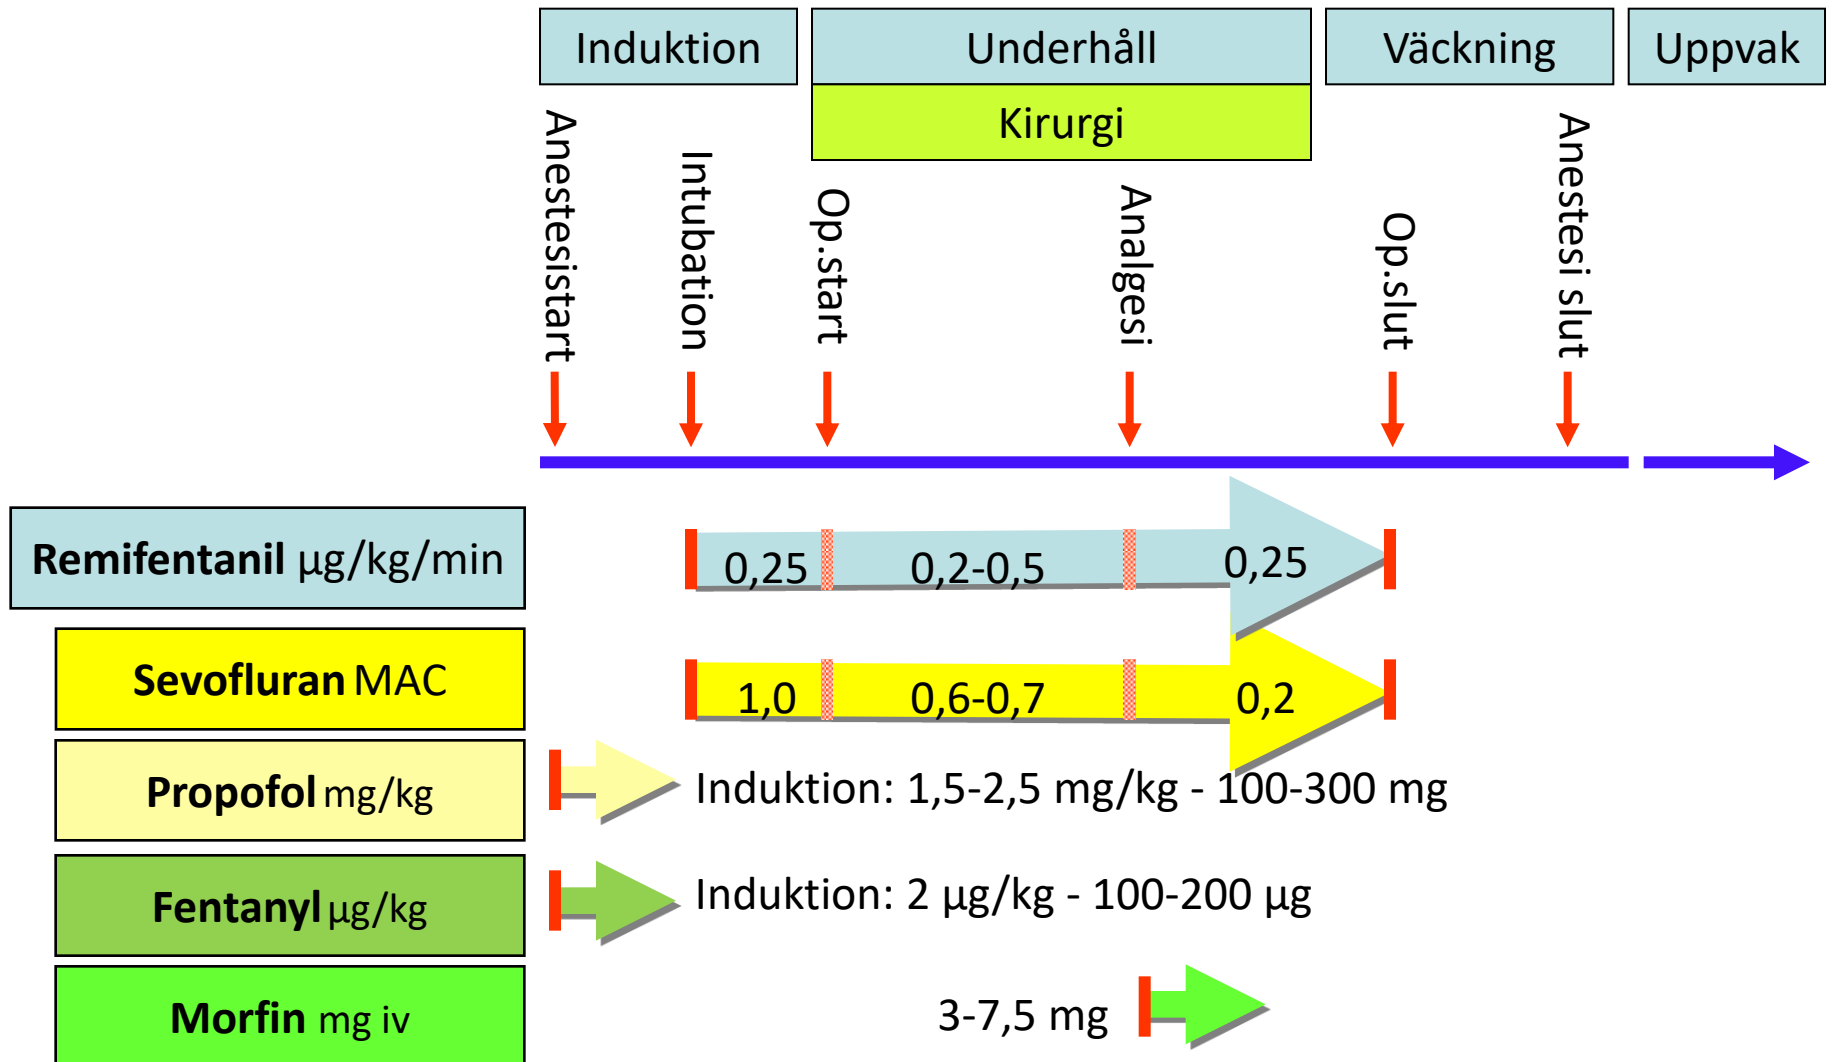 Induktion
Underhåll
Väckning
Uppvak
Kirurgi
Anestesistart
Intubation
Op.start
Analgesi
Op.slut
Anestesi slut
Remifentanil µg/kg/min
0,25
0,2-0,5
0,25
Sevofluran MAC
1,0
0,6-0,7
0,2
Propofol mg/kg
Induktion: 1,5-2,5 mg/kg - 100-300 mg
Fentanyl µg/kg
Induktion: 2 µg/kg - 100-200 µg
Morfin mg iv
3-7,5 mg